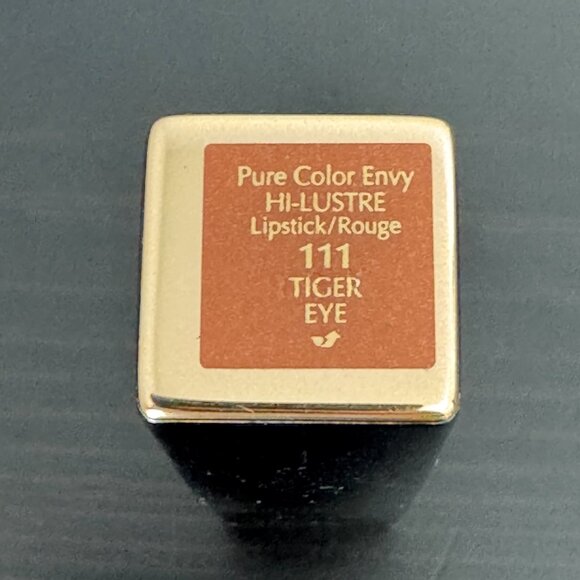 Pure Color Envy
HI-LUSTRE
Lipstick/Rouge
111
TIGER
EYE